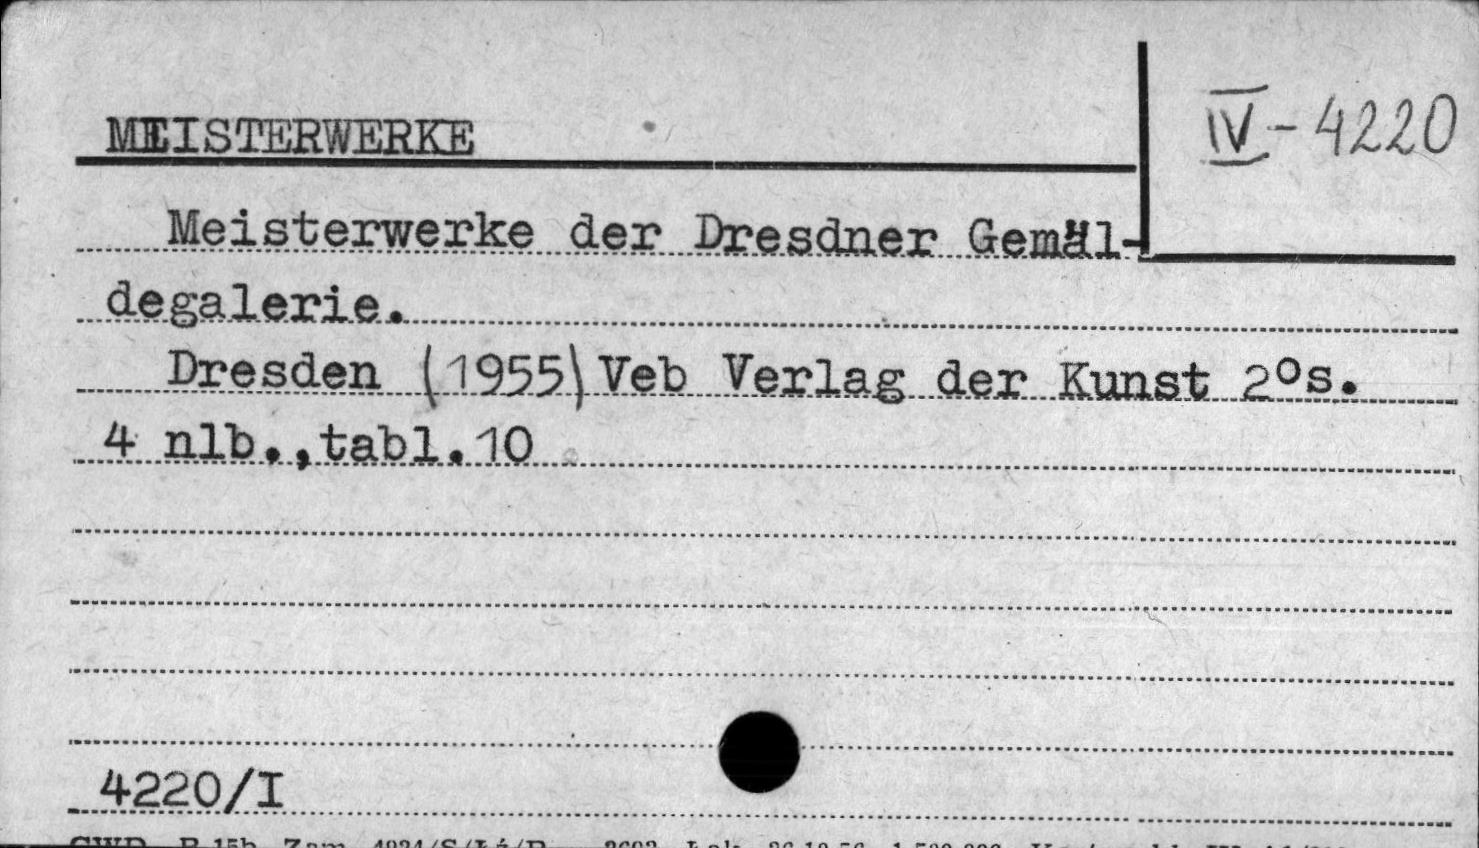 MEISTERWERKE
IV-4220
Meisterwerke der Dresdner Gemäl-
degalerie.
Dresden (1955) Veb Verlag der Kunst 2°s.
4 nlb., tabl.10
4220/I